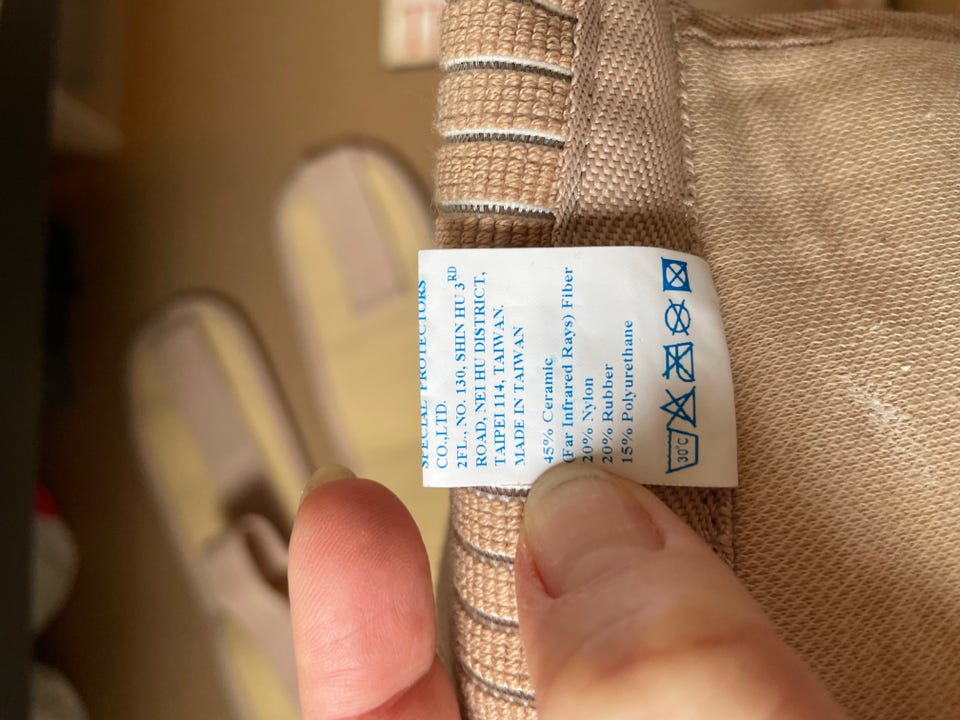 SPECIAL PROTECTORS
CO.,LTD.
2FL., NO. 130, SHIN HU 3RD
ROAD, NEI HU DISTRICT,
TAIPEI 114, TAIWAN.
MADE IN TAIWAN
45% Ceramic
(Far Infrared Rays) Fiber
20% Nylon
20% Rubber
15% Polyurethane
30°C